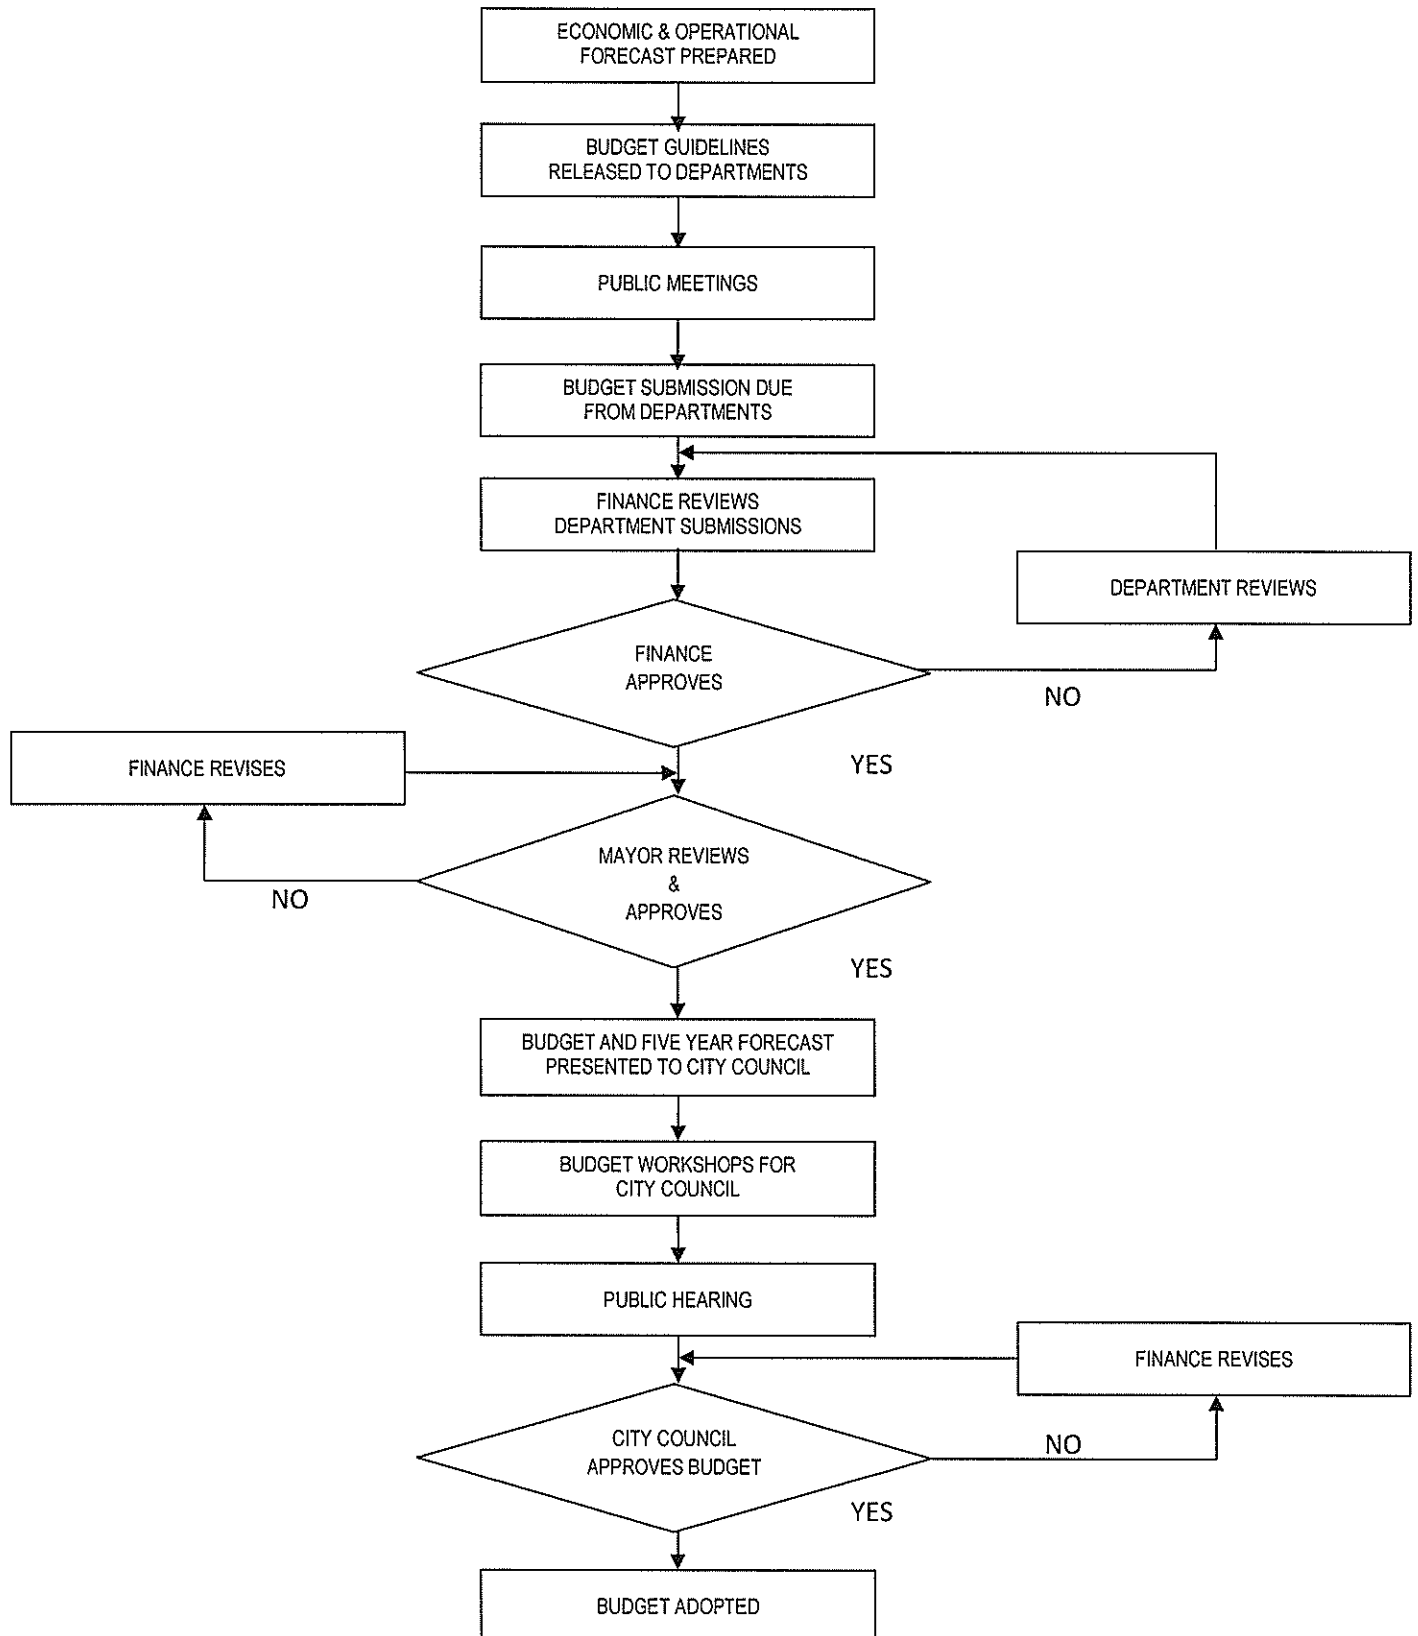 ECONOMIC & OPERATIONAL
FORECAST PREPARED
BUDGET GUIDELINES
RELEASED TO DEPARTMENTS
PUBLIC MEETINGS
BUDGET SUBMISSION DUE
FROM DEPARTMENTS
FINANCE REVIEWS
DEPARTMENT SUBMISSIONS
DEPARTMENT REVIEWS
FINANCE
APPROVES
NO
YES
FINANCE REVISES
MAYOR REVIEWS
&
APPROVES
NO
YES
BUDGET AND FIVE YEAR FORECAST
PRESENTED TO CITY COUNCIL
BUDGET WORKSHOPS FOR
CITY COUNCIL
PUBLIC HEARING
FINANCE REVISES
CITY COUNCIL
APPROVES BUDGET
NO
YES
BUDGET ADOPTED